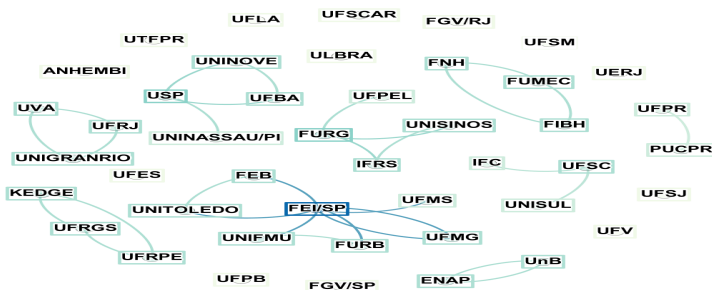 UFLA
UFSCAR
FGV/RJ
UTFPR
UFSM
UNINOVE
ULBRA
FNH
ANHEMBI
UERJ
FUMEC
USP
UFBA
UFPEL
UVA
UFPR
UFRJ
UNISINOS
FIBH
UNINASSAU/PI
FURG
PUCPR
UNIGRANRIO
IFRS
IFC
UFSC
UFES
FEB
KEDGE
UFSJ
UFMS
UNITOLEDO
FEI/SP
UNISUL
UFRGS
UFV
UNIFMU
FURB
UFMG
UFRPE
UnB
UFPB
ENAP
FGV/SP